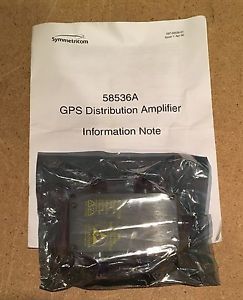 Symmetricom
58536A
GPS Distribution Amplifier
Information Note